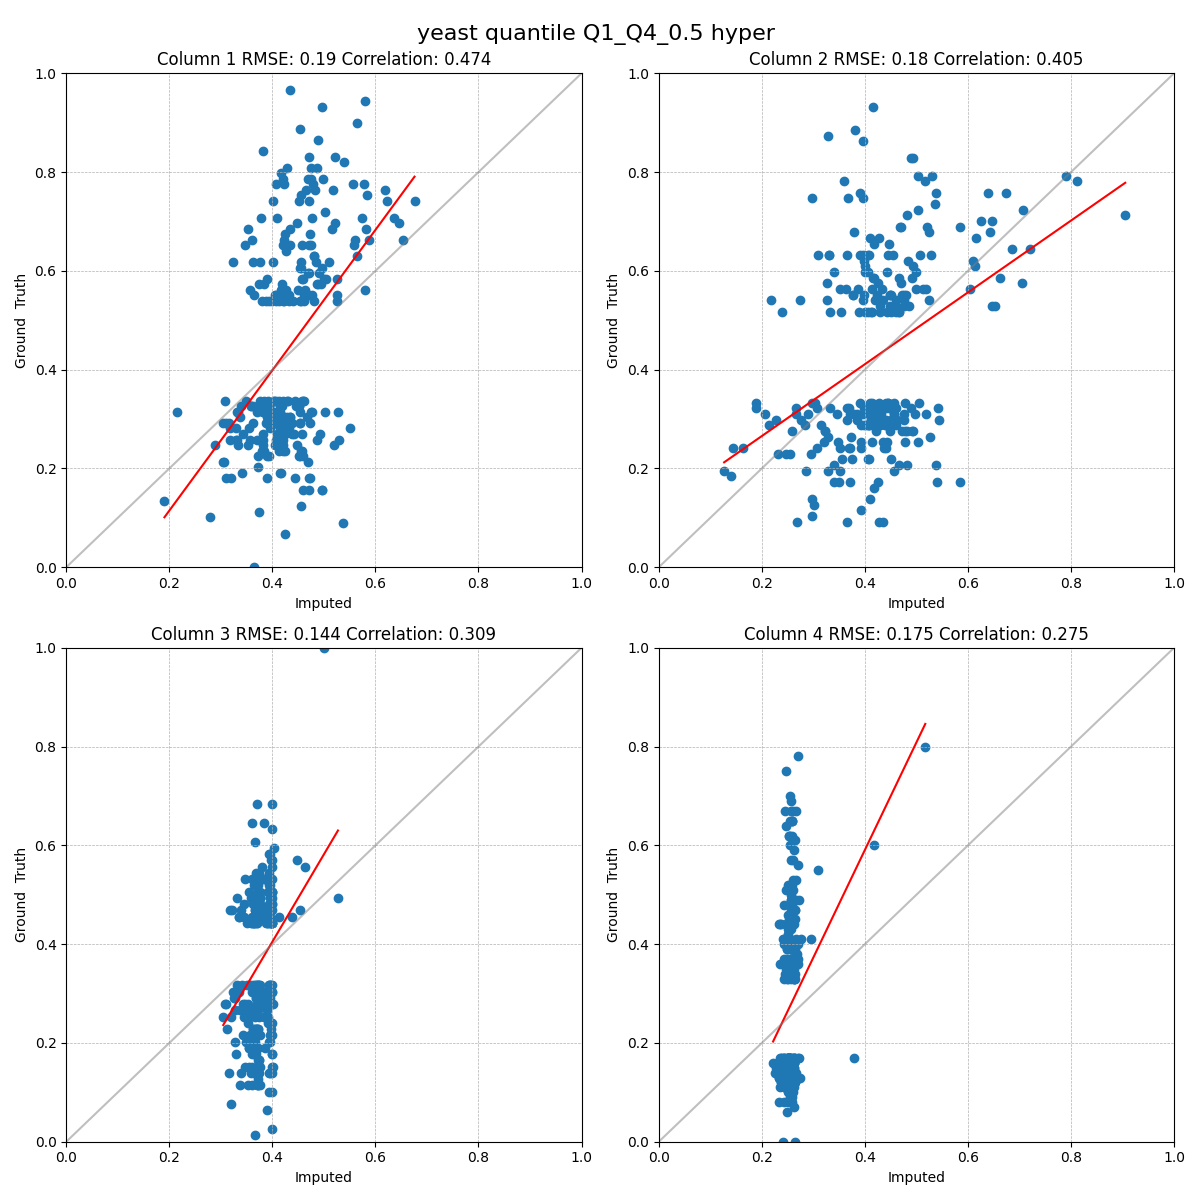 yeast quantile Q1_Q4_0.5 hyper
Column 1 RMSE: 0.19 Correlation: 0.474
1.0
0.8
0.6
0.4
0.2
0.0
Ground Truth
0.0 0.2 0.4 0.6 0.8 1.0
Imputed
Column 2 RMSE: 0.18 Correlation: 0.405
1.0
0.8
0.6
0.4
0.2
0.0
Ground Truth
0.0 0.2 0.4 0.6 0.8 1.0
Imputed
Column 3 RMSE: 0.144 Correlation: 0.309
1.0
0.8
0.6
0.4
0.2
0.0
Ground Truth
0.0 0.2 0.4 0.6 0.8 1.0
Imputed
Column 4 RMSE: 0.175 Correlation: 0.275
1.0
0.8
0.6
0.4
0.2
0.0
Ground Truth
0.0 0.2 0.4 0.6 0.8 1.0
Imputed